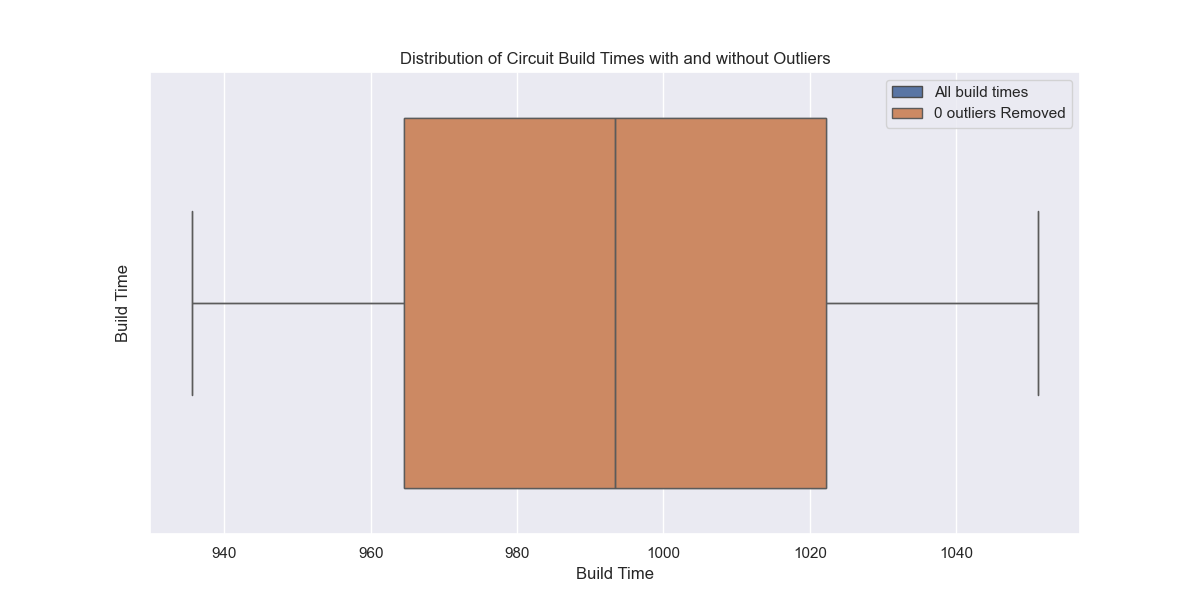 Distribution of Circuit Build Times with and without Outliers
All build times
0 outliers Removed
Build Time
940 960 980 1000 1020 1040
Build Time